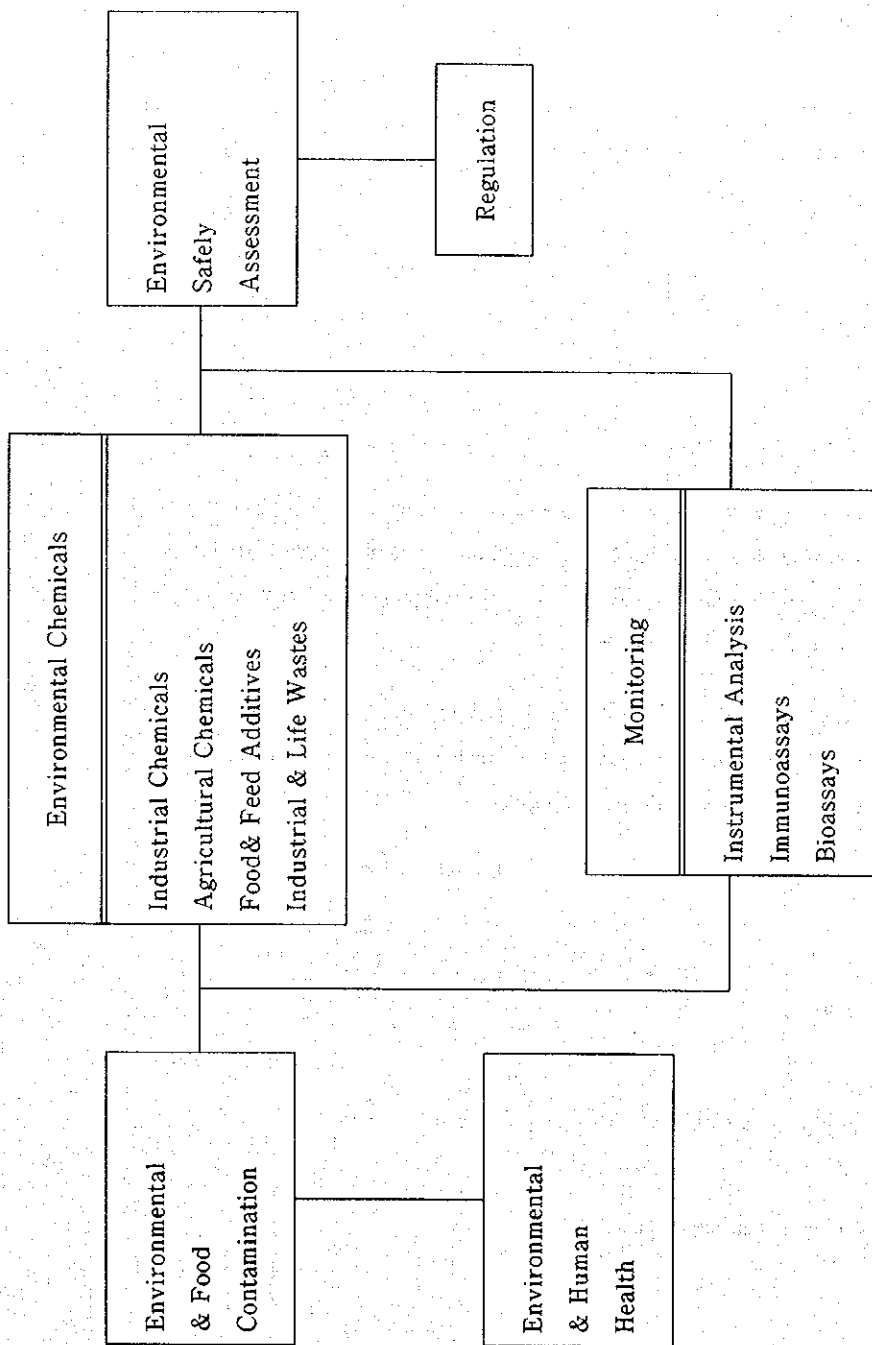 Environmental Chemicals
Industrial Chemicals
Agricultural Chemicals
Food& Feed Additives
Industrial & Life Wastes
Environmental
& Food
Contamination
Environmental
Safely
Assessment
Environmental
& Human
Health
Monitoring
Instrumental Analysis
Immunoassays
Bioassays
Regulation